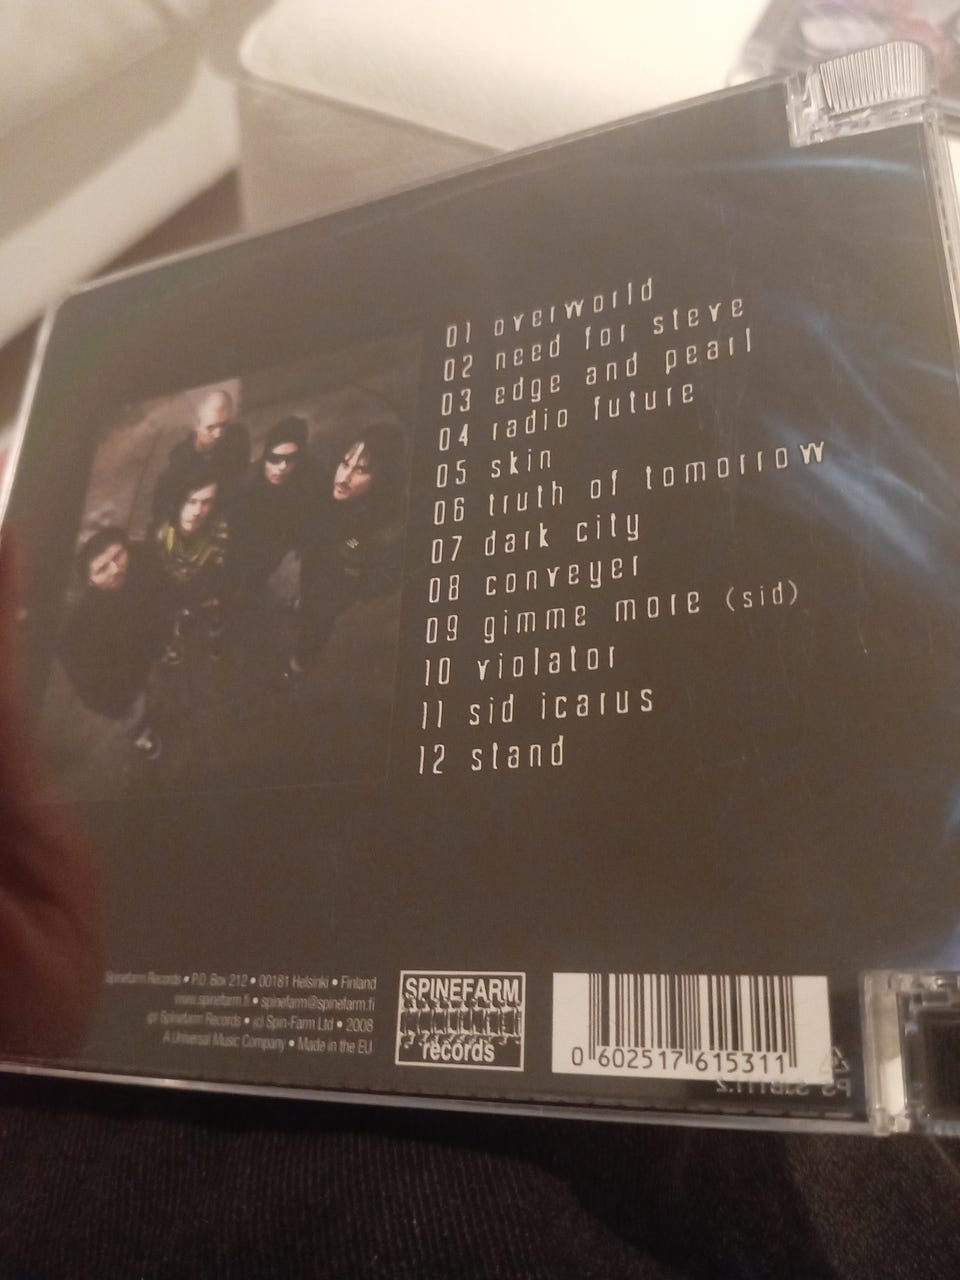 01 overworld
02 need for steve
03 edge and pearl
04 radio future
05 skin
06 truth of tomorrow
07 dark city
08 conveyer
09 gimme more (sid)
10 violator
11 sid icarus
12 stand
Spinefarm Records • P.O. Box 212 • 00181 Helsinki • Finland
www.spinefarm.fi • spinefarm@spinefarm.fi
(p) Spinefarm Records • (c) Spin-Farm Ltd • 2008
A Universal Music Company • Made in the EU
SPINEFARM
records
0 602517 615311